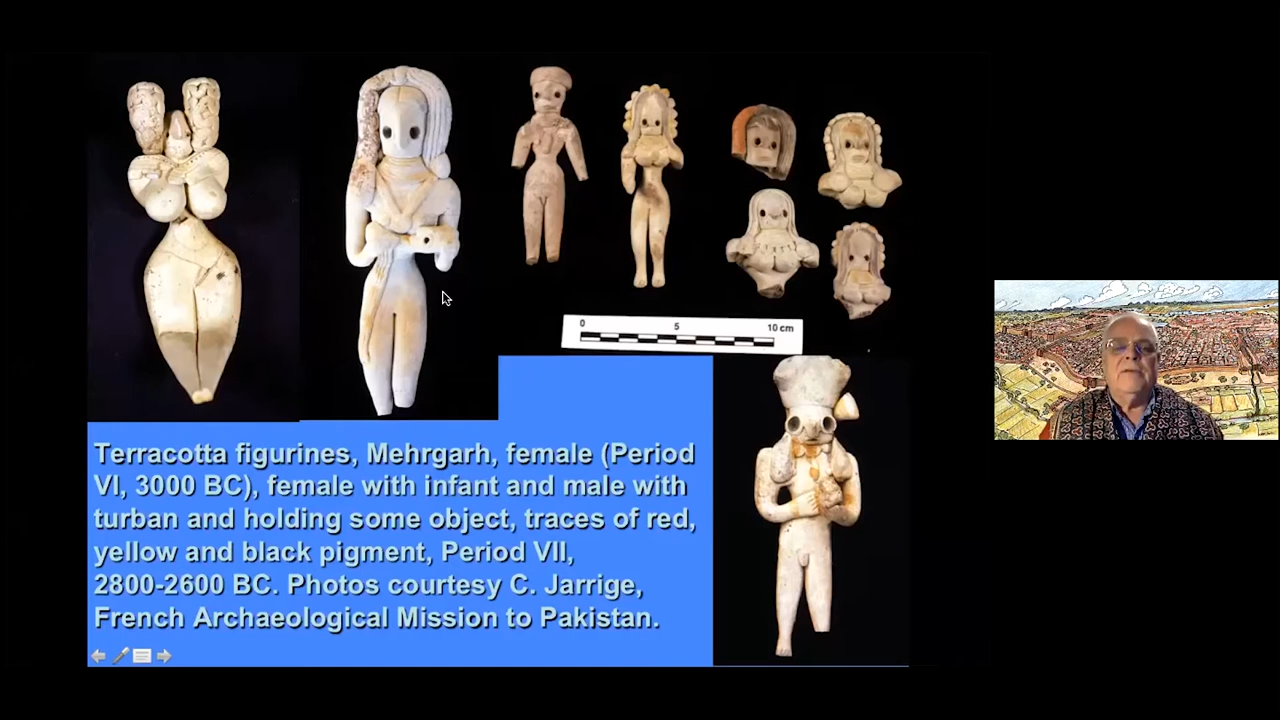 0 5 10 cm
Terracotta figurines, Mehrgarh, female (Period
VI, 3000 BC), female with infant and male with
turban and holding some object, traces of red,
yellow and black pigment, Period VII,
2800-2600 BC. Photos courtesy C. Jarrige,
French Archaeological Mission to Pakistan.